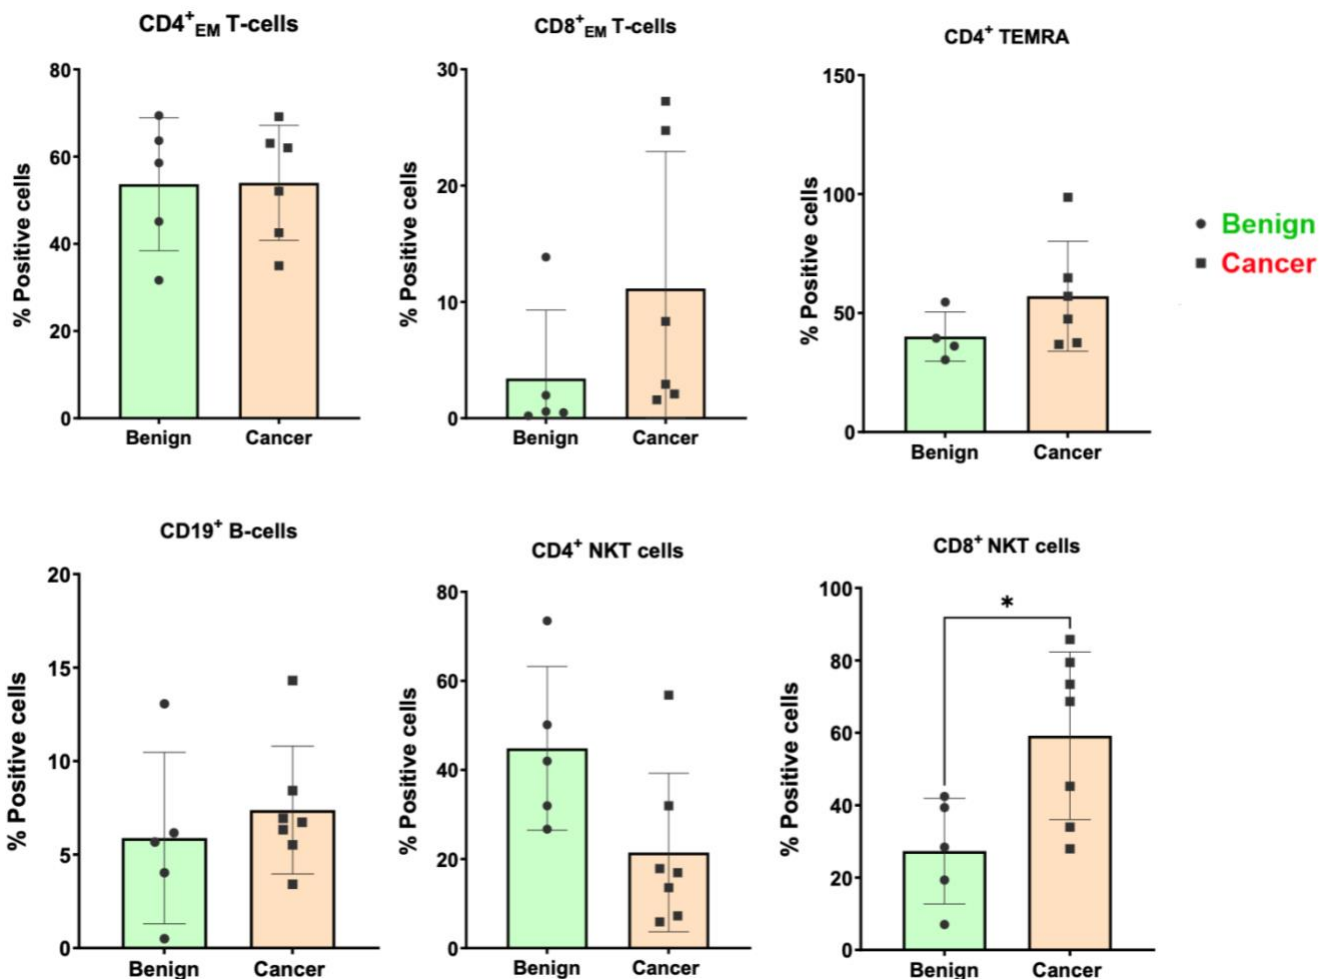 CD4⁺EM T-cells
% Positive cells
80
60
40
20
0
Benign Cancer
CD8⁺EM T-cells
% Positive cells
30
20
10
0
Benign Cancer
CD4⁺ TEMRA
% Positive cells
150
100
50
0
Benign Cancer
Benign
Cancer
CD19⁺ B-cells
% Positive cells
20
15
10
5
0
Benign Cancer
CD4⁺ NKT cells
% Positive cells
80
60
40
20
0
Benign Cancer
CD8⁺ NKT cells
% Positive cells
100
80
60
40
20
0
*
Benign Cancer